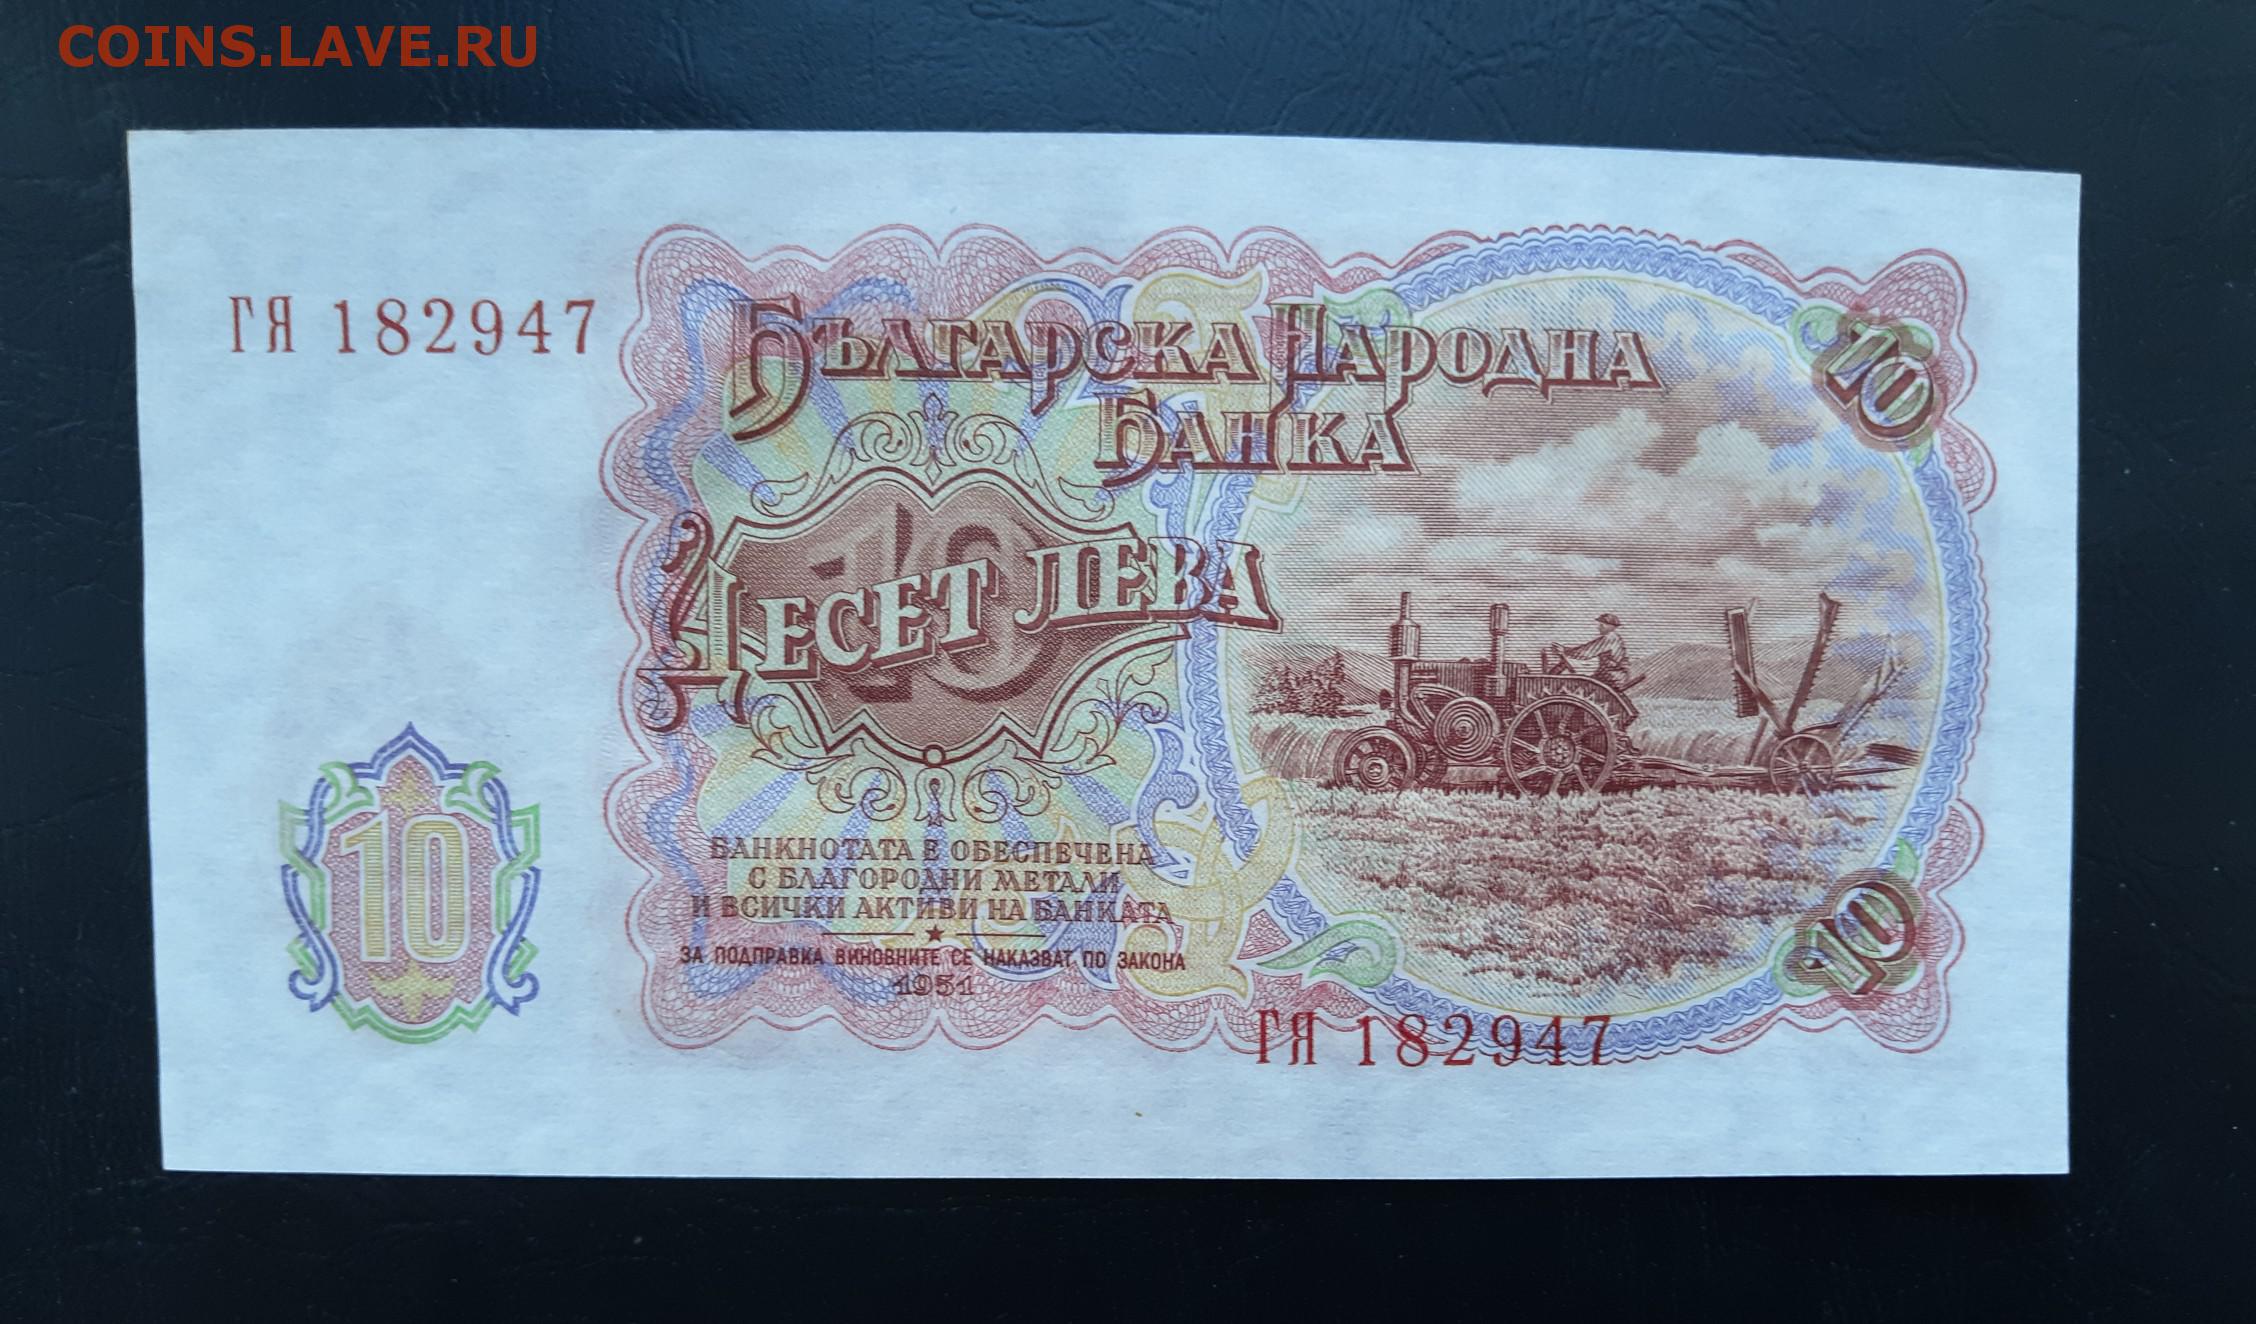 COINS.LAVE.RU
ГЯ 182947
БЪЛГАРСКА НАРОДНА
БАНКА
10
10
ДЕСЕТ ЛЕВА
10
БАНКНОТАТА Е ОБЕСПЕЧЕНА
С БЛАГОРОДНИ МЕТАЛИ
И ВСИЧКИ АКТИВИ НА БАНКАТА
ЗА ПОДПРАВКА ВИНОВНИТЕ СЕ НАКАЗВАТ ПО ЗАКОНА
1951
10
ГЯ 182947